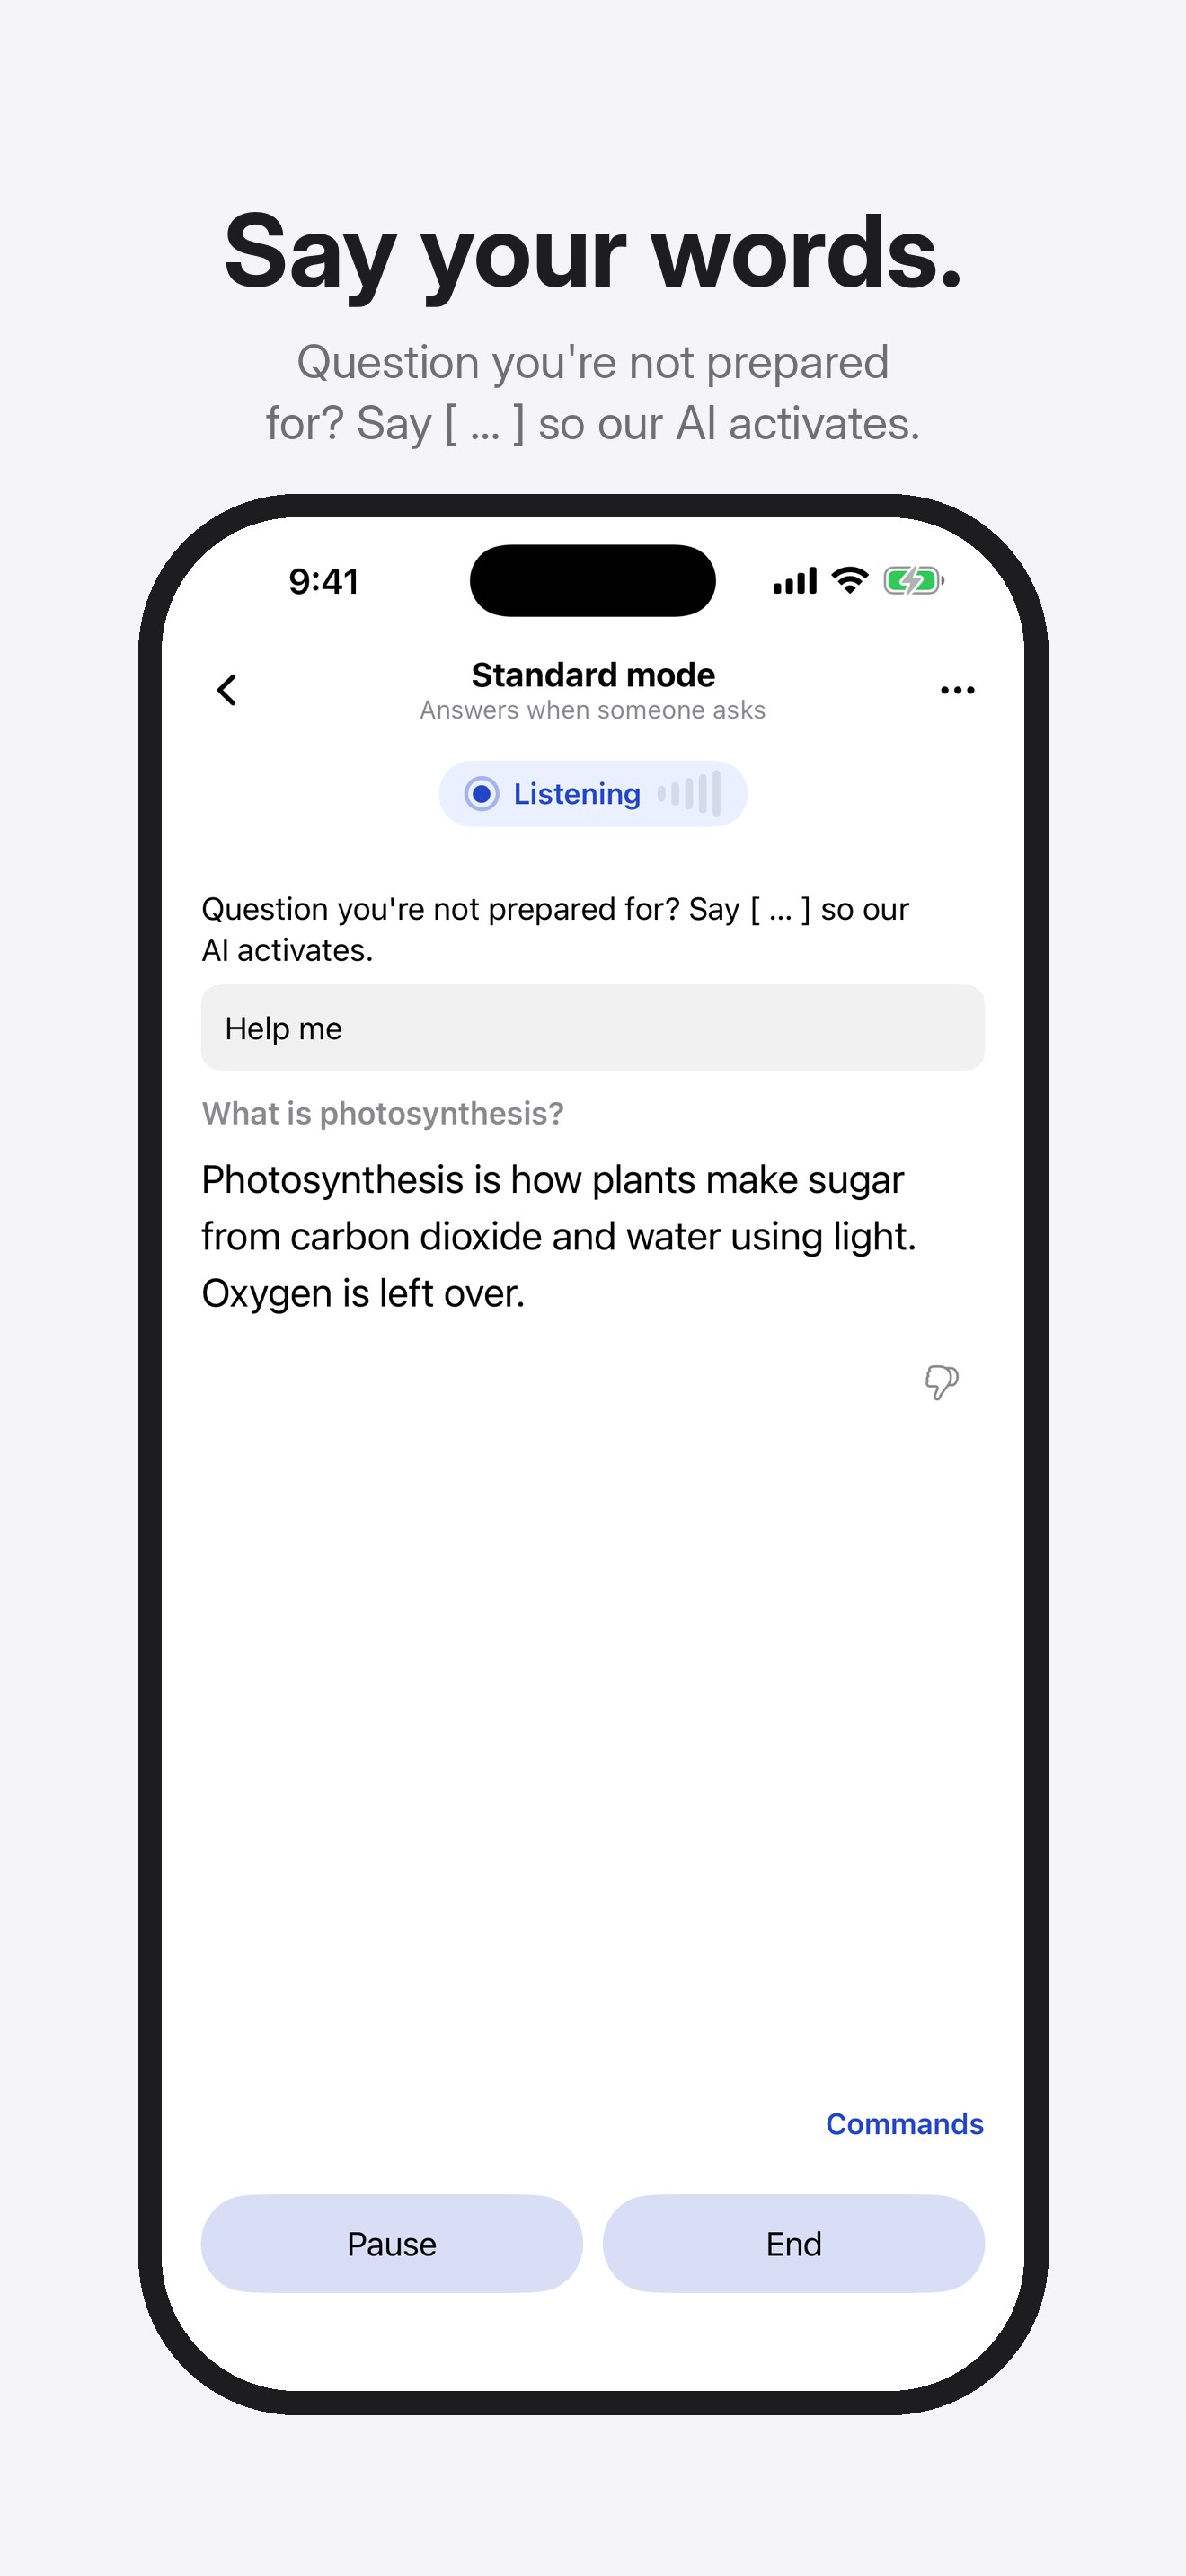 Say your words.
Question you're not prepared
for? Say [ ... ] so our AI activates.
9:41
Standard mode
Answers when someone asks
Listening
Question you're not prepared for? Say [ ... ] so our
AI activates.
Help me
What is photosynthesis?
Photosynthesis is how plants make sugar
from carbon dioxide and water using light.
Oxygen is left over.
Commands
Pause
End